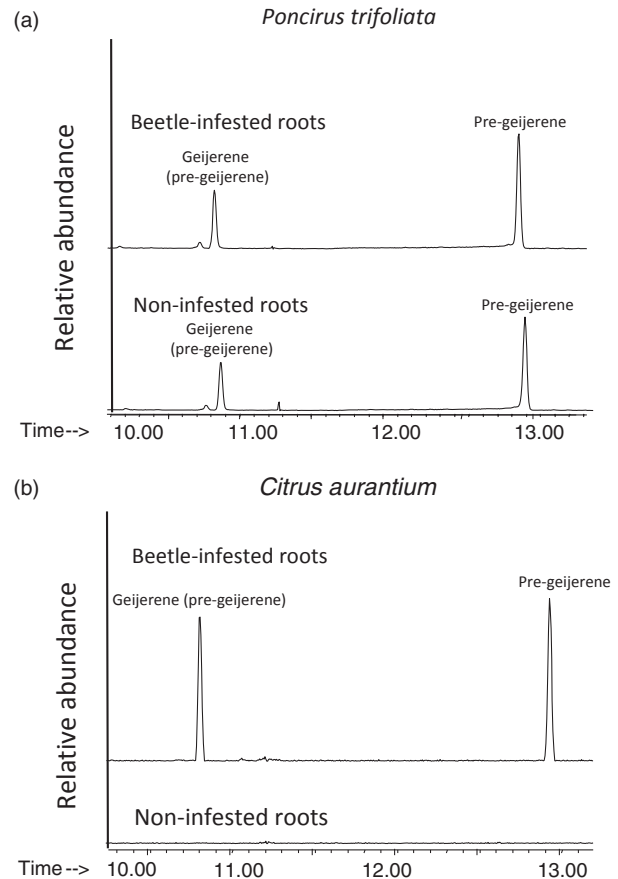 (a)
Poncirus trifoliata
Relative abundance
Beetle-infested roots
Pre-geijerene
Geijerene
(pre-geijerene)
Non-infested roots
Pre-geijerene
Geijerene
(pre-geijerene)
Time--> 10.00 11.00 12.00 13.00
(b)
Citrus aurantium
Relative abundance
Beetle-infested roots
Pre-geijerene
Geijerene (pre-geijerene)
Non-infested roots
Time--> 10.00 11.00 12.00 13.00